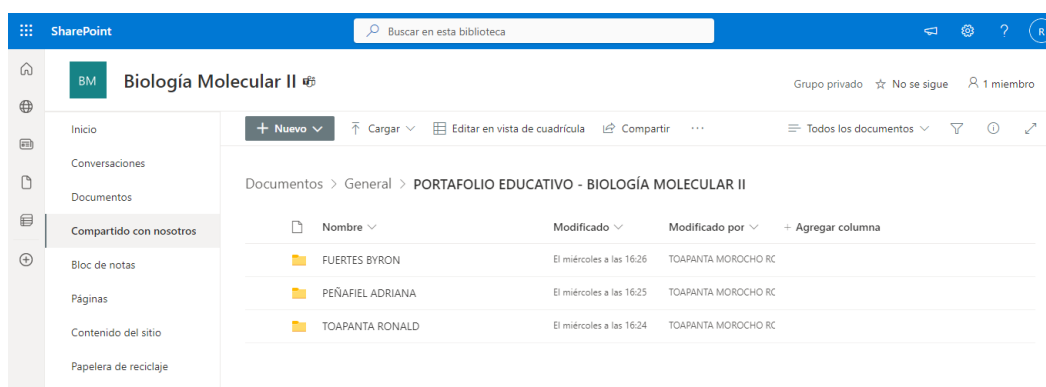 SharePoint
Buscar en esta biblioteca
?
R
BM
Biología Molecular II
Grupo privado ☆ No se sigue 1 miembro
Inicio
Conversaciones
Documentos
Compartido con nosotros
Bloc de notas
Páginas
Contenido del sitio
Papelera de reciclaje
+ Nuevo Cargar Editar en vista de cuadrícula Compartir ... Todos los documentos
Documentos > General > PORTAFOLIO EDUCATIVO - BIOLOGÍA MOLECULAR II
Nombre Modificado Modificado por + Agregar columna
FUERTES BYRON El miércoles a las 16:26 TOAPANTA MOROCHO RO
PEÑAFIEL ADRIANA El miércoles a las 16:25 TOAPANTA MOROCHO RO
TOAPANTA RONALD El miércoles a las 16:24 TOAPANTA MOROCHO RO